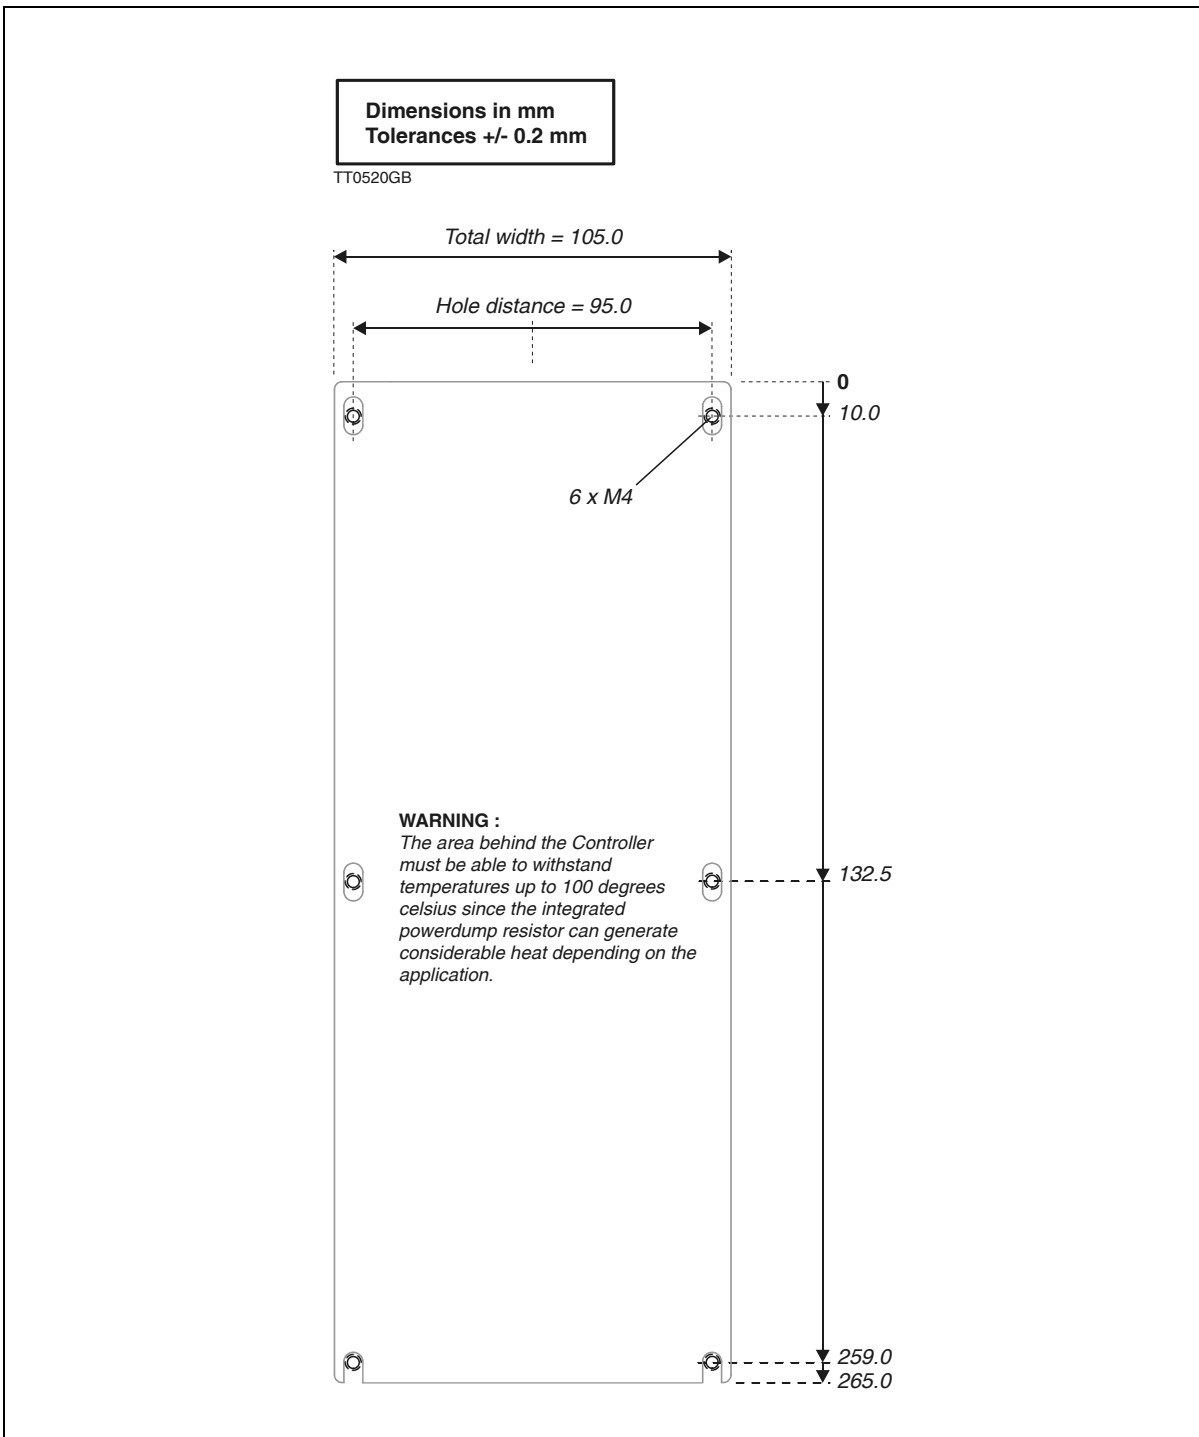 Dimensions in mm
Tolerances +/- 0.2 mm
TT0520GB
Total width = 105.0
Hole distance = 95.0
0
10.0
6 x M4
WARNING :
The area behind the Controller
must be able to withstand
temperatures up to 100 degrees
celsius since the integrated
powerdump resistor can generate
considerable heat depending on the
application.
132.5
259.0
265.0